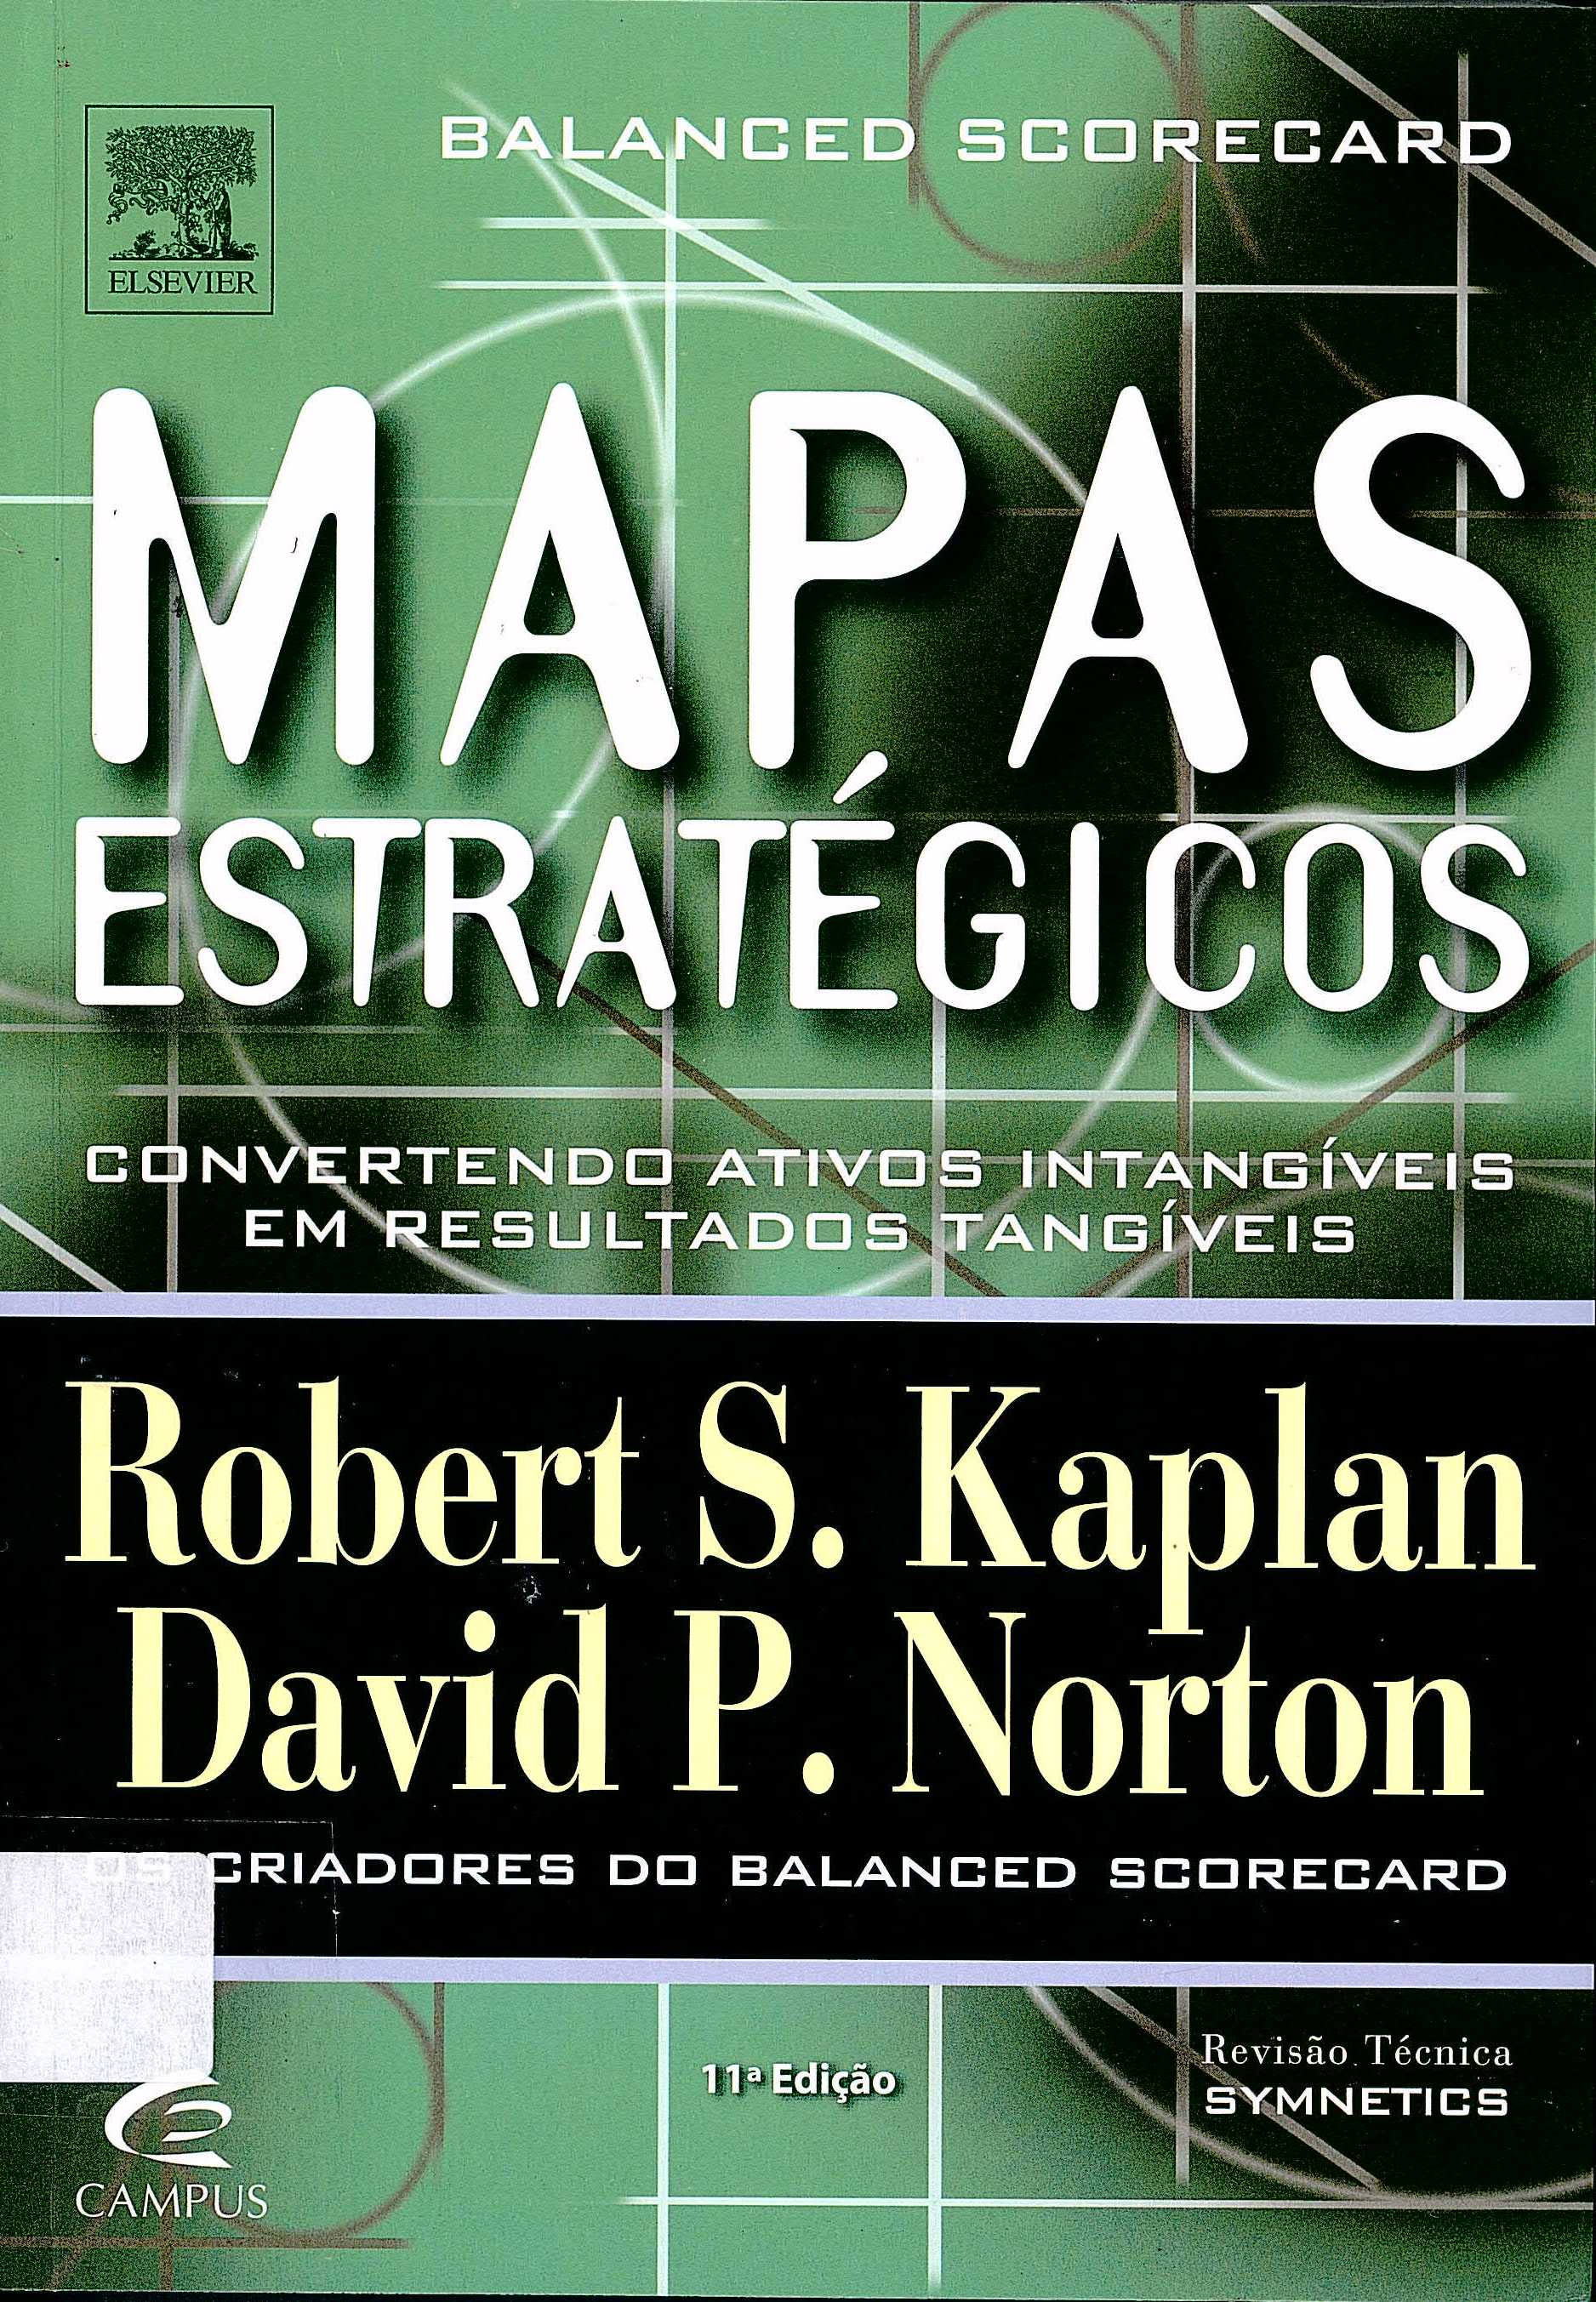 BALANCED SCORECARD
ELSEVIER
MAPAS
ESTRATÉGICOS
CONVERTENDO ATIVOS INTANGÍVEIS
EM RESULTADOS TANGÍVEIS
Robert S. Kaplan
David P. Norton
OS CRIADORES DO BALANCED SCORECARD
11ª Edição
Revisão Técnica
SYMNETICS
CAMPUS